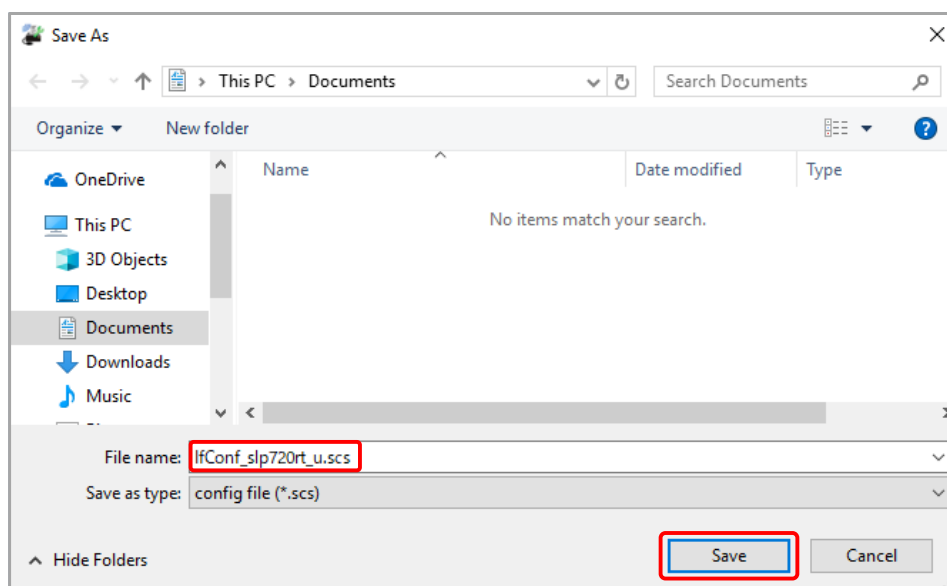 Save As
This PC > Documents
Search Documents
Organize
New folder
?
Name
Date modified
Type
OneDrive
No items match your search.
This PC
3D Objects
Desktop
Documents
Downloads
Music
File name: IfConf_slp720rt_u.scs
Save as type: config file (*.scs)
Hide Folders
Save
Cancel